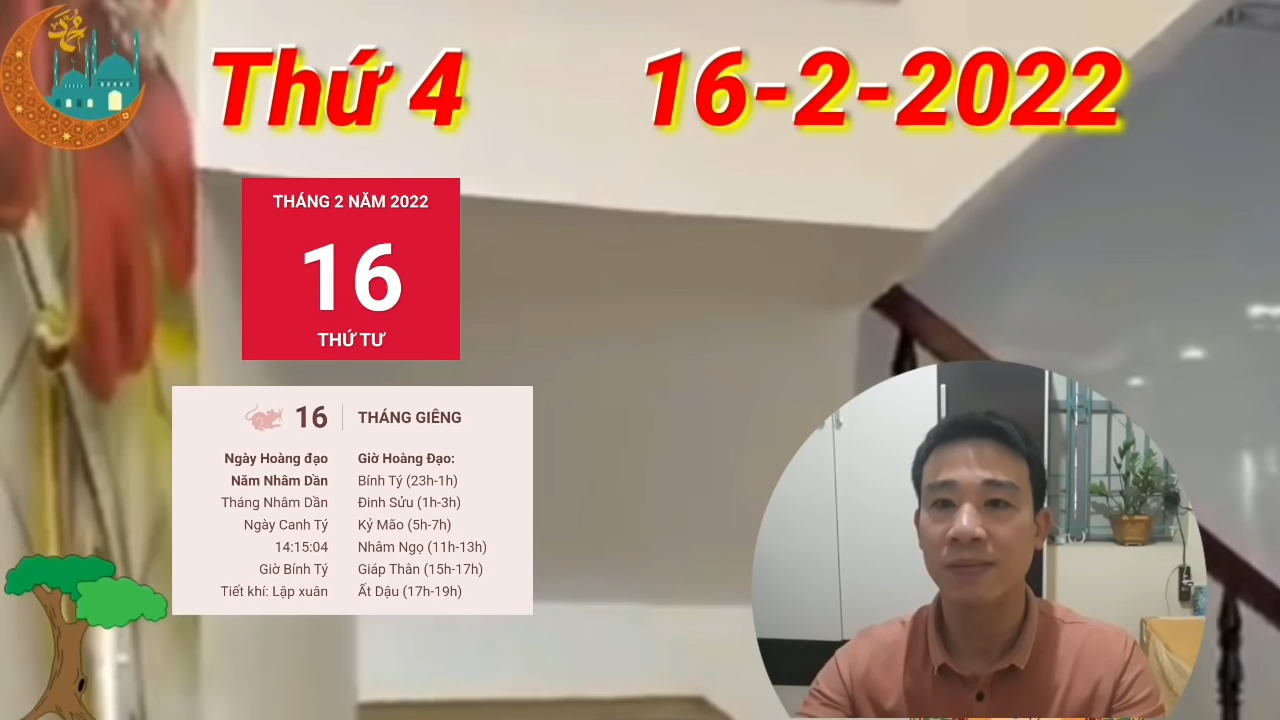 Thứ 4 16-2-2022
THÁNG 2 NĂM 2022
16
THỨ TƯ
16 THÁNG GIÊNG
Ngày Hoàng đạo
Năm Nhâm Dần
Tháng Nhâm Dần
Ngày Canh Tý
14:15:04
Giờ Bính Tý
Tiết khí: Lập xuân
Giờ Hoàng Đạo:
Bính Tý (23h-1h)
Đinh Sửu (1h-3h)
Kỷ Mão (5h-7h)
Nhâm Ngọ (11h-13h)
Giáp Thân (15h-17h)
Ất Dậu (17h-19h)